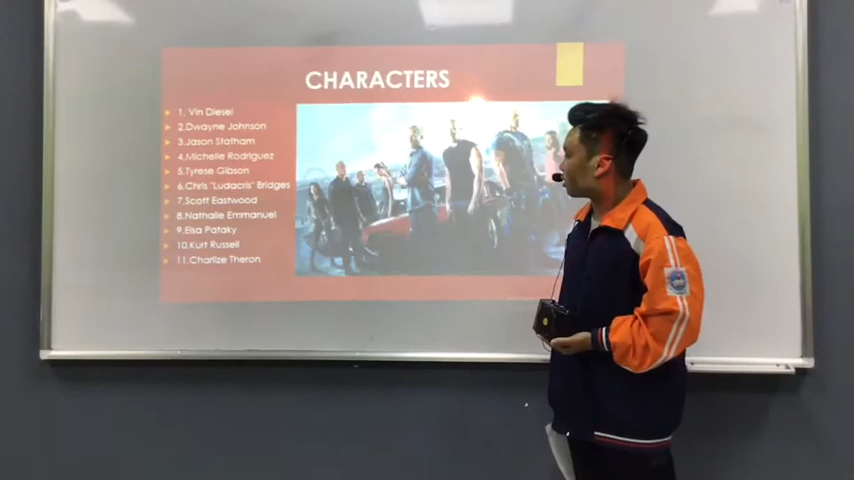 CHARACTERS
1. Vin Diesel
2.Dwayne Johnson
3.Jason Statham
4.Michelle Rodriguez
5.Tyrese Gibson
6.Chris "Ludacris" Bridges
7.Scott Eastwood
8.Nathalie Emmanuel
9.Elsa Pataky
10.Kurt Russell
11.Charlize Theron